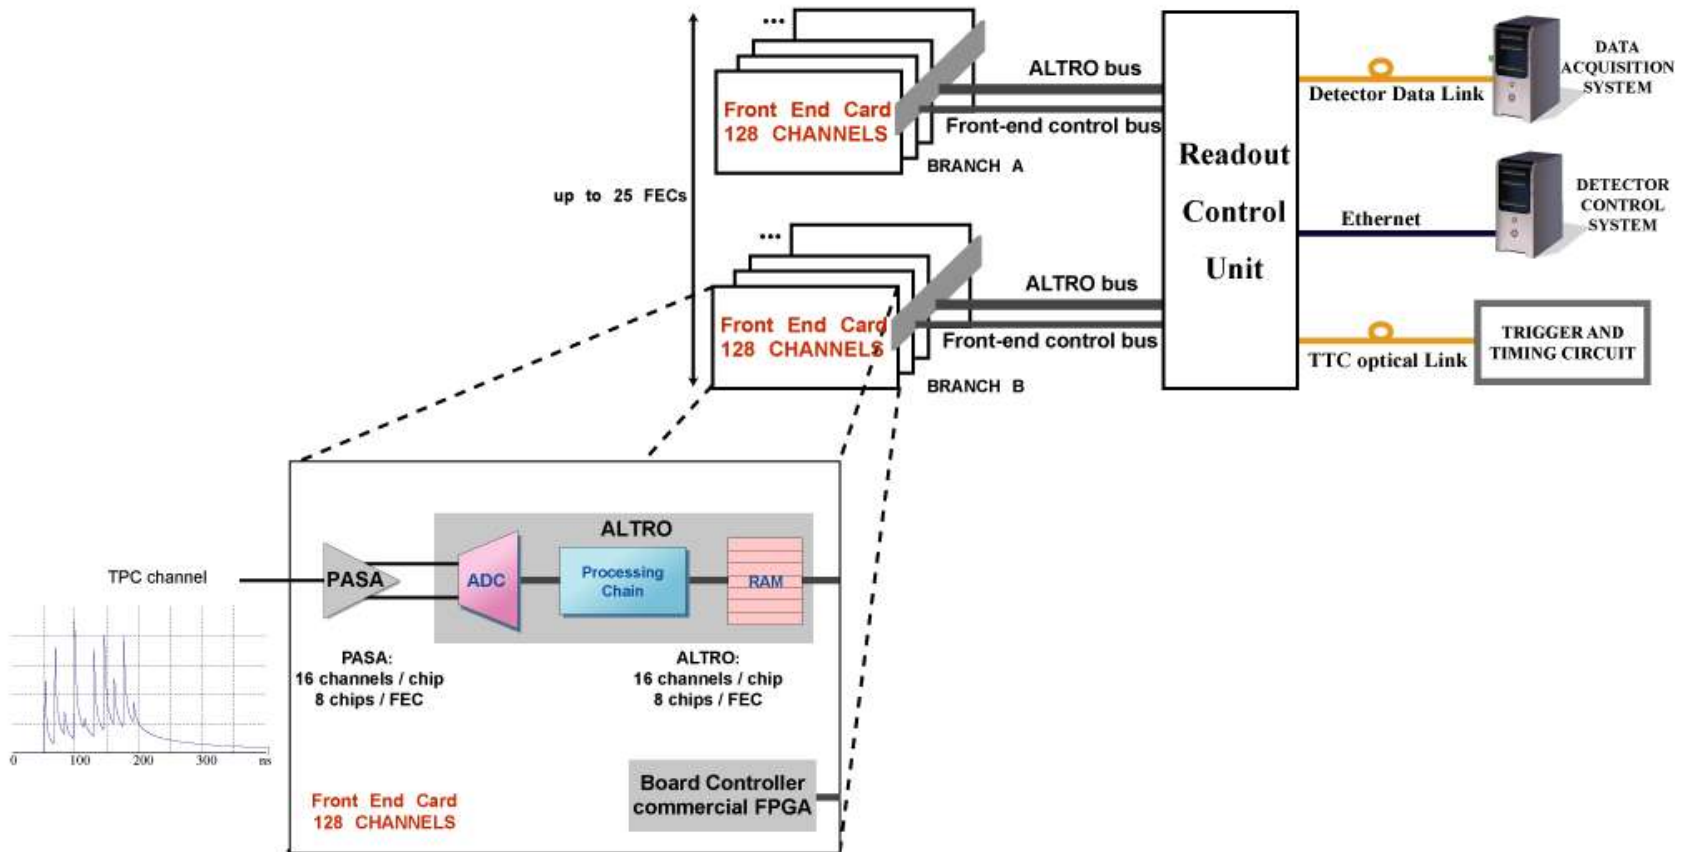 ...
Front End Card
128 CHANNELS
BRANCH A
ALTRO bus
Front-end control bus
up to 25 FECs
...
Front End Card
128 CHANNELS
BRANCH B
ALTRO bus
Front-end control bus
Readout
Control
Unit
Detector Data Link
DATA
ACQUISITION
SYSTEM
Ethernet
DETECTOR
CONTROL
SYSTEM
TTC optical Link
TRIGGER AND
TIMING CIRCUIT
TPC channel
0 100 200 300 ns
PASA
ALTRO
ADC
Processing
Chain
RAM
PASA:
16 channels / chip
8 chips / FEC
ALTRO:
16 channels / chip
8 chips / FEC
Front End Card
128 CHANNELS
Board Controller
commercial FPGA